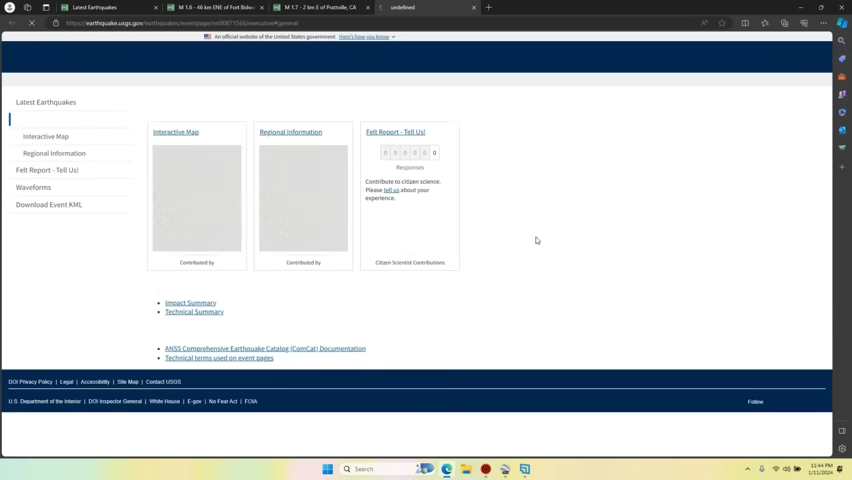 Latest Earthquakes
M 1.6 - 46 km ENE of Fort Bidwe
M 1.7 - 2 km E of Prattville, CA
undefined
https://earthquake.usgs.gov/earthquakes/eventpage/nn00871566/executive#general
An official website of the United States government Here's how you know
Latest Earthquakes
Interactive Map
Regional Information
Felt Report - Tell Us!
Waveforms
Download Event KML
Interactive Map
Contributed by
Regional Information
Contributed by
Felt Report - Tell Us!
0 0 0 0 0 0
Responses
Contribute to citizen science.
Please tell us about your
experience.
Citizen Scientist Contributions
Impact Summary
Technical Summary
ANSS Comprehensive Earthquake Catalog (ComCat) Documentation
Technical terms used on event pages
DOI Privacy Policy | Legal | Accessibility | Site Map | Contact USGS
U.S. Department of the Interior | DOI Inspector General | White House | E-gov | No Fear Act | FOIA
Follow
Search
11:44 PM
1/11/2024